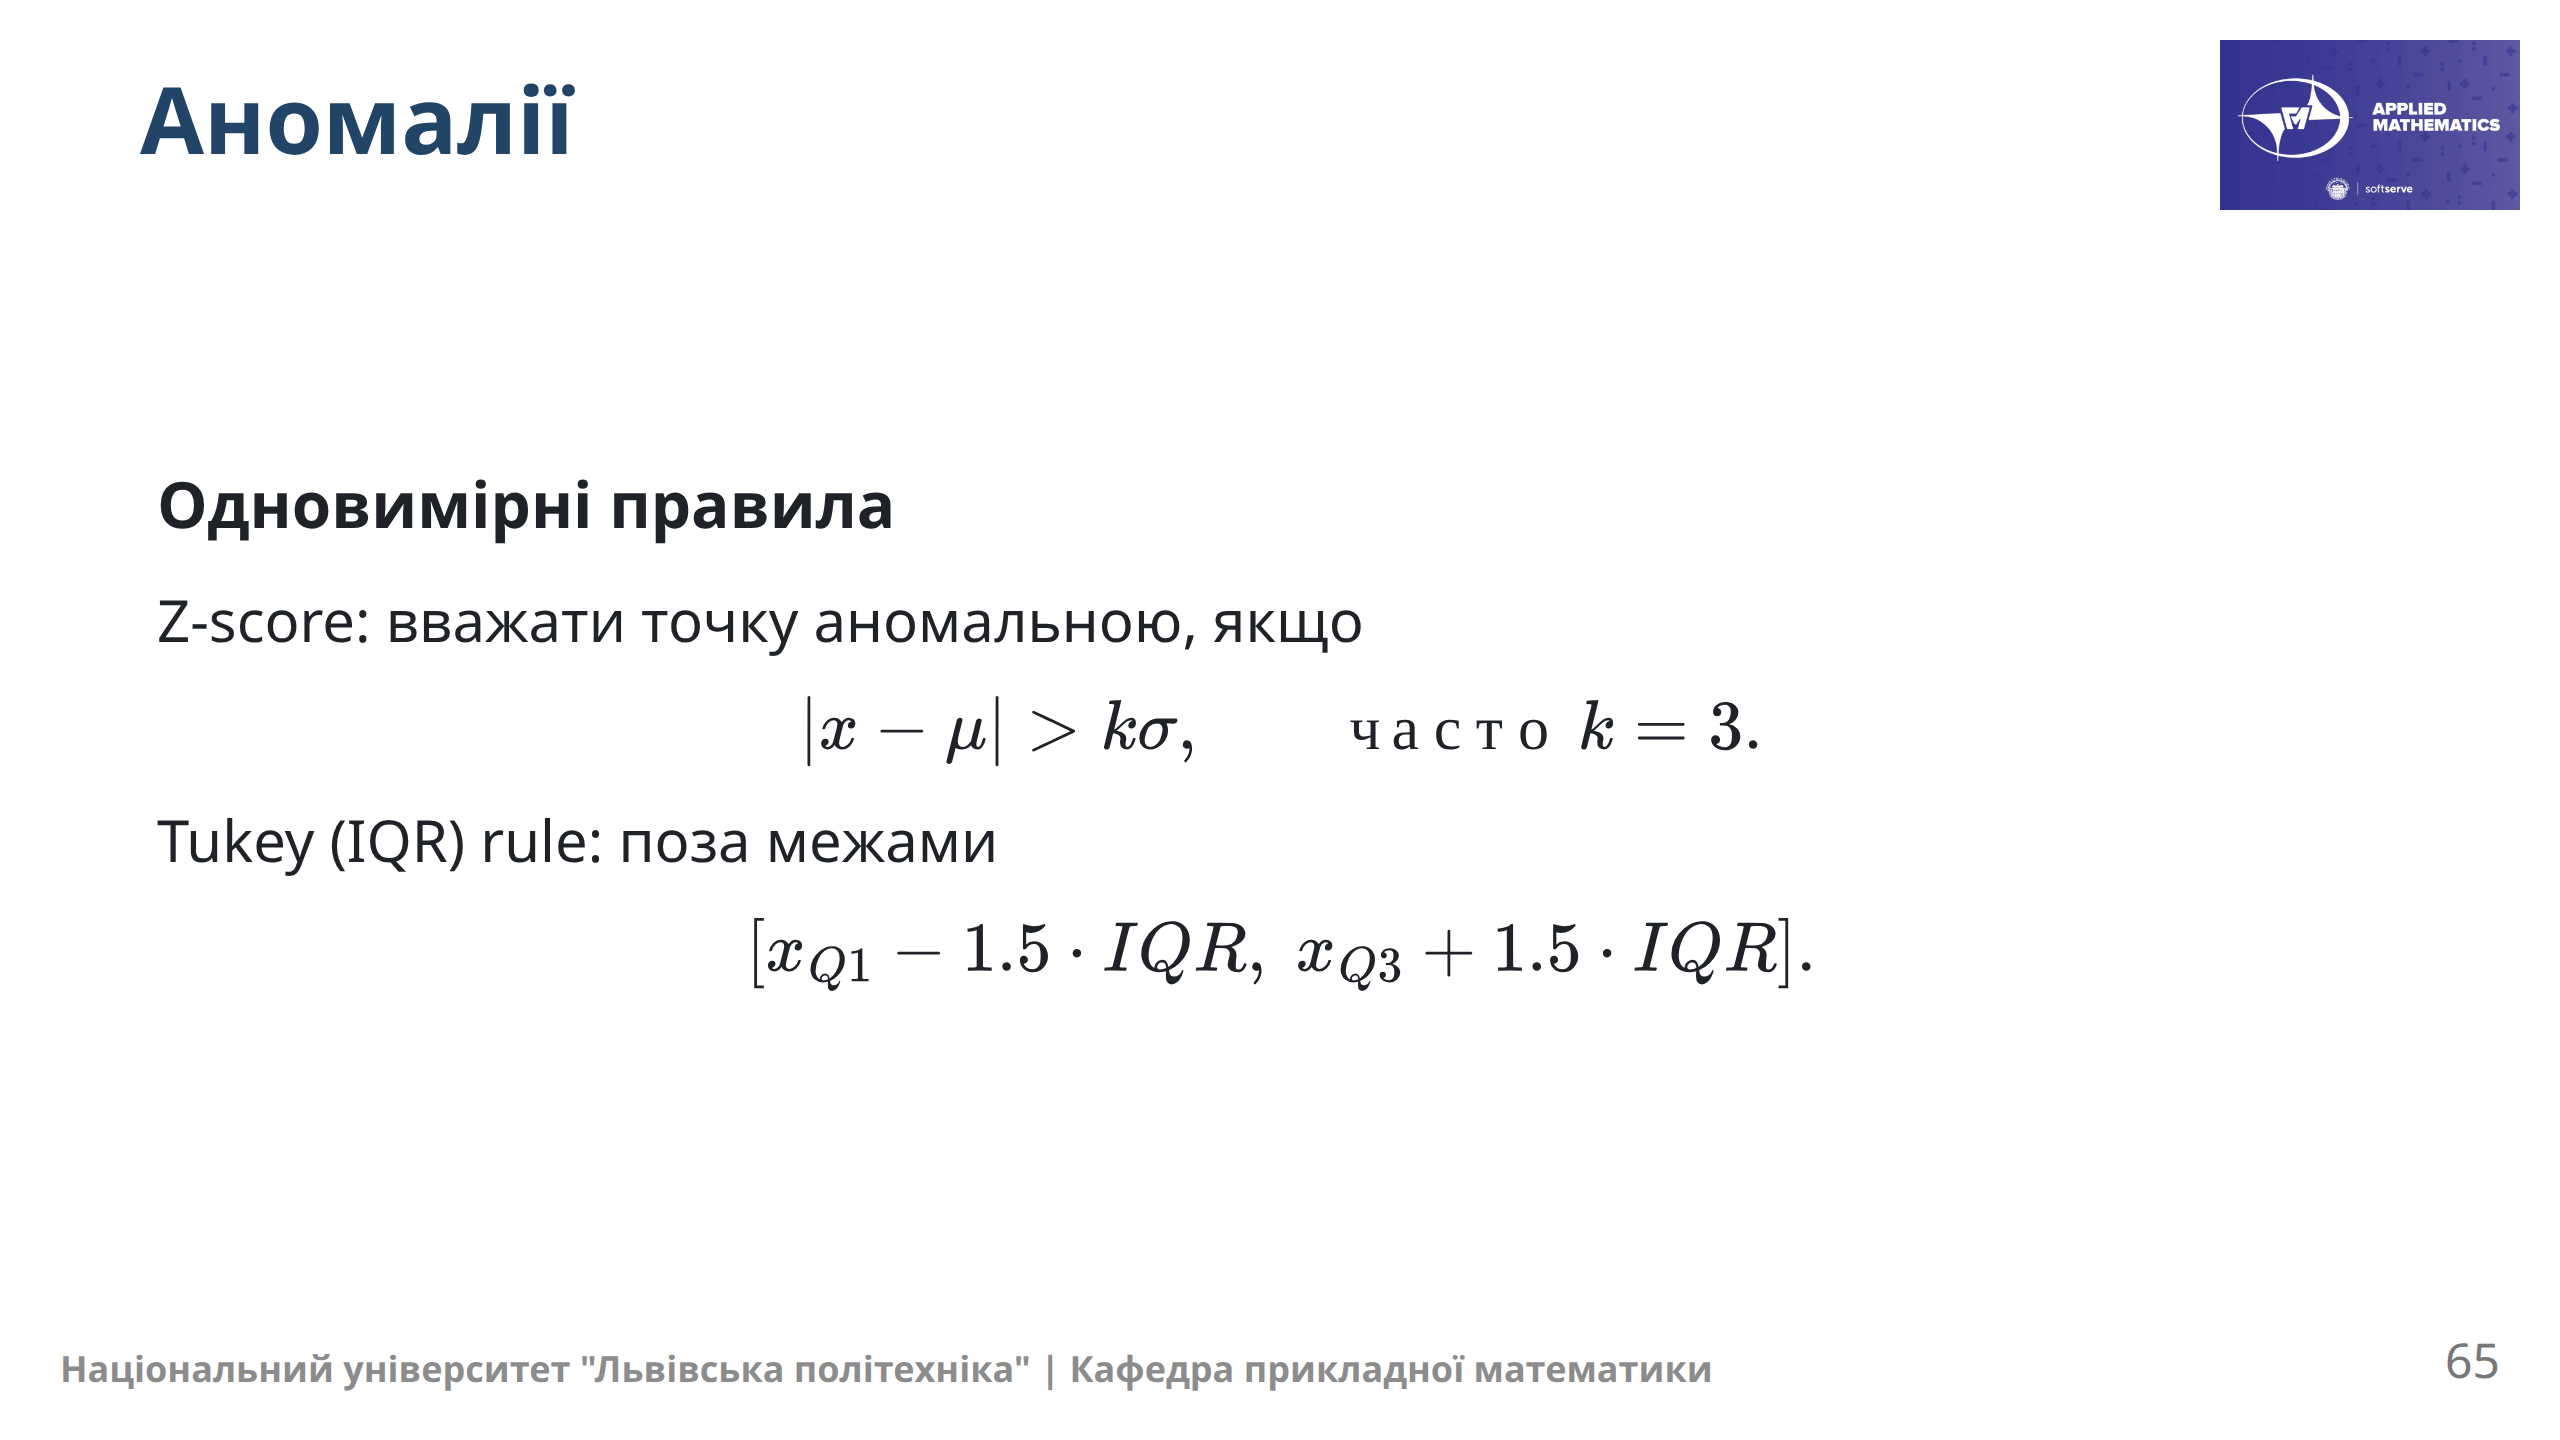 Аномалії
APPLIED
MATHEMATICS
softserve
Одновимірні правила
Z-score: вважати точку аномальною, якщо
|x − μ| > kσ, часто k = 3.
Tukey (IQR) rule: поза межами
[x_{Q1} − 1.5 · IQR, x_{Q3} + 1.5 · IQR].
Національний університет "Львівська політехніка" | Кафедра прикладної математики
65